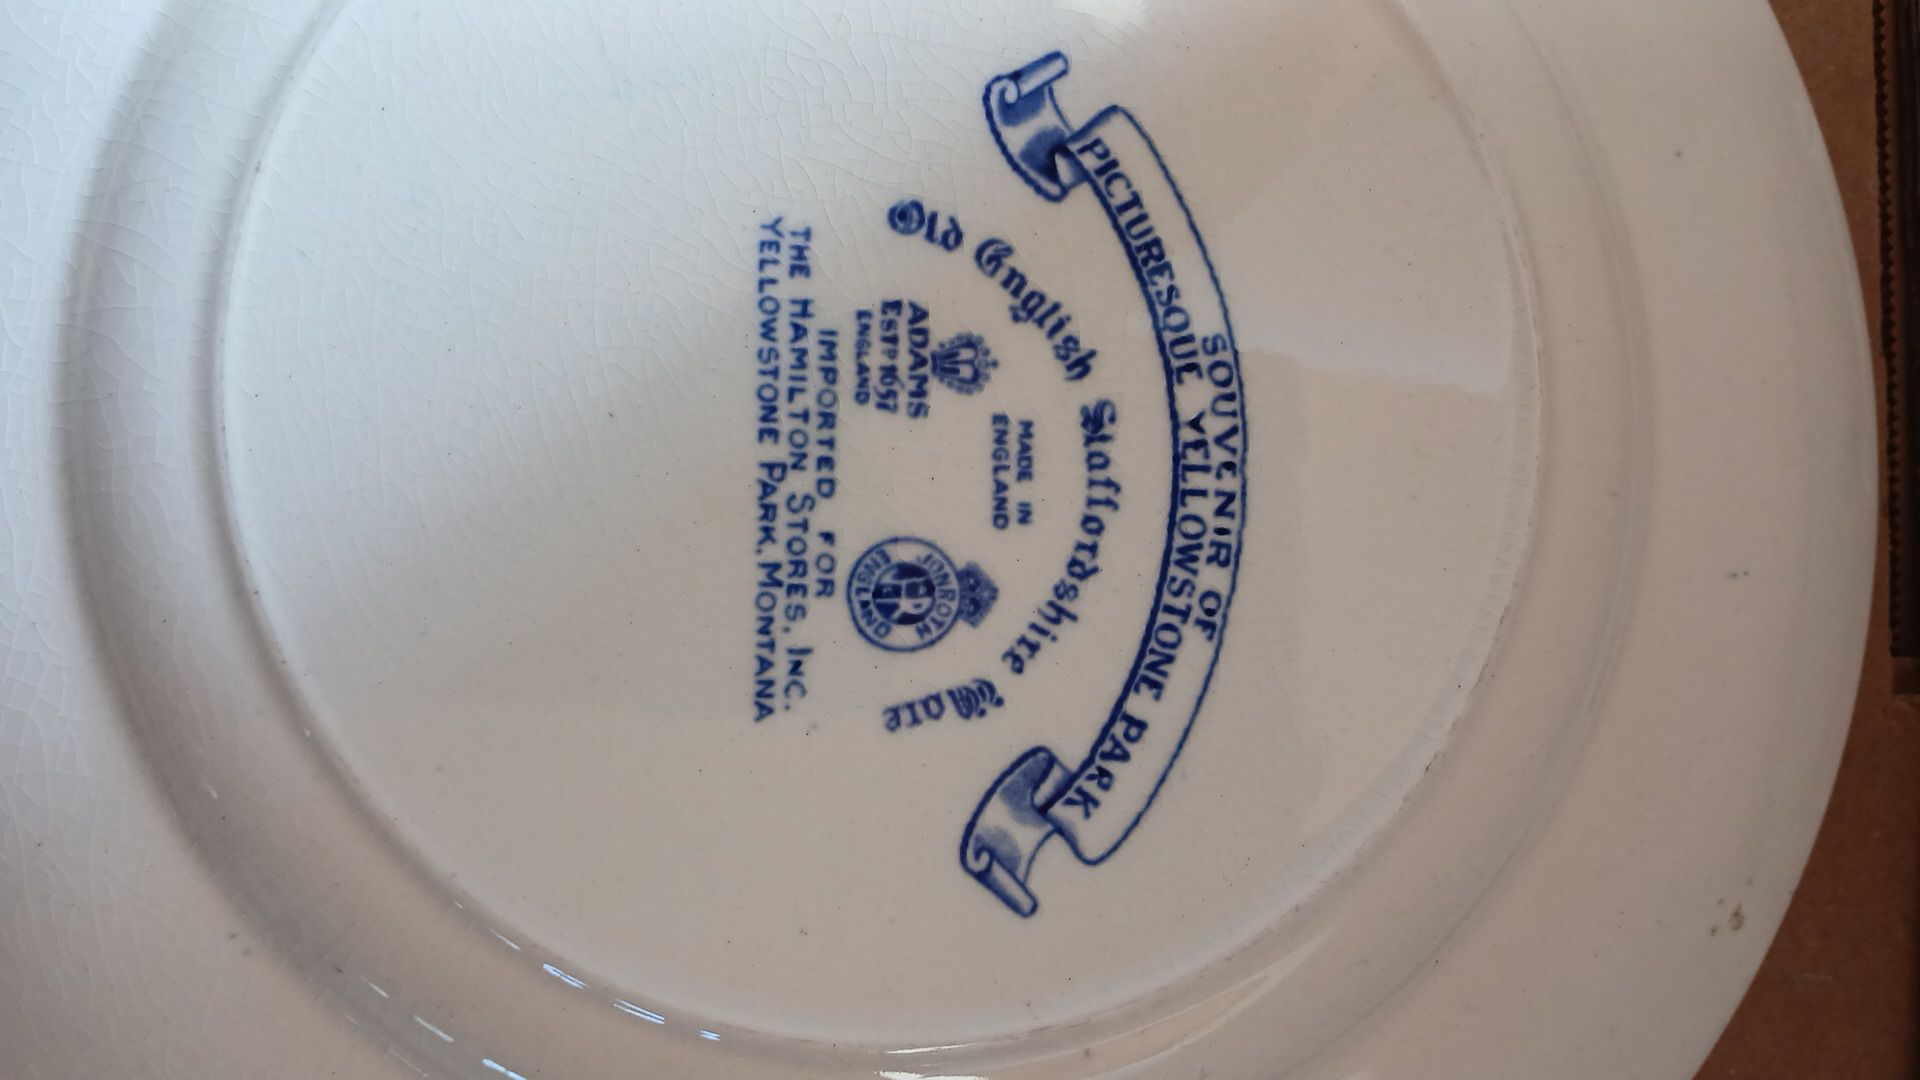 SOUVENIR OF
PICTURESQUE YELLOWSTONE PARK
Old English Staffordshire Ware
MADE IN
ENGLAND
ADAMS
ESTD 1657
ENGLAND
JONROTH
ENGLAND
IMPORTED FOR
THE HAMILTON STORES, INC.
YELLOWSTONE PARK, MONTANA